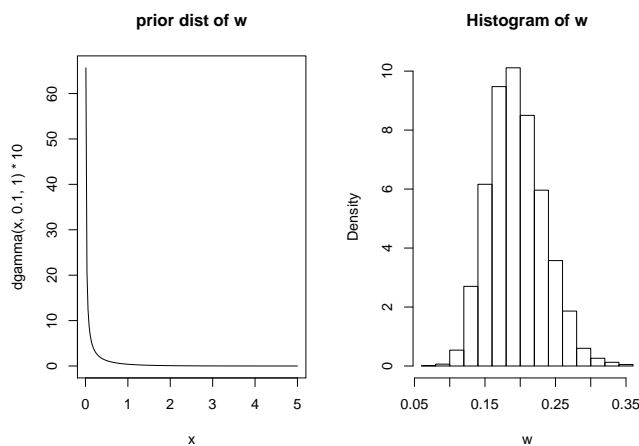 prior dist of w
dgamma(x, 0.1, 1) * 10
60
50
40
30
20
10
0
0 1 2 3 4 5
x
Histogram of w
Density
10
8
6
4
2
0
0.05 0.15 0.25 0.35
w